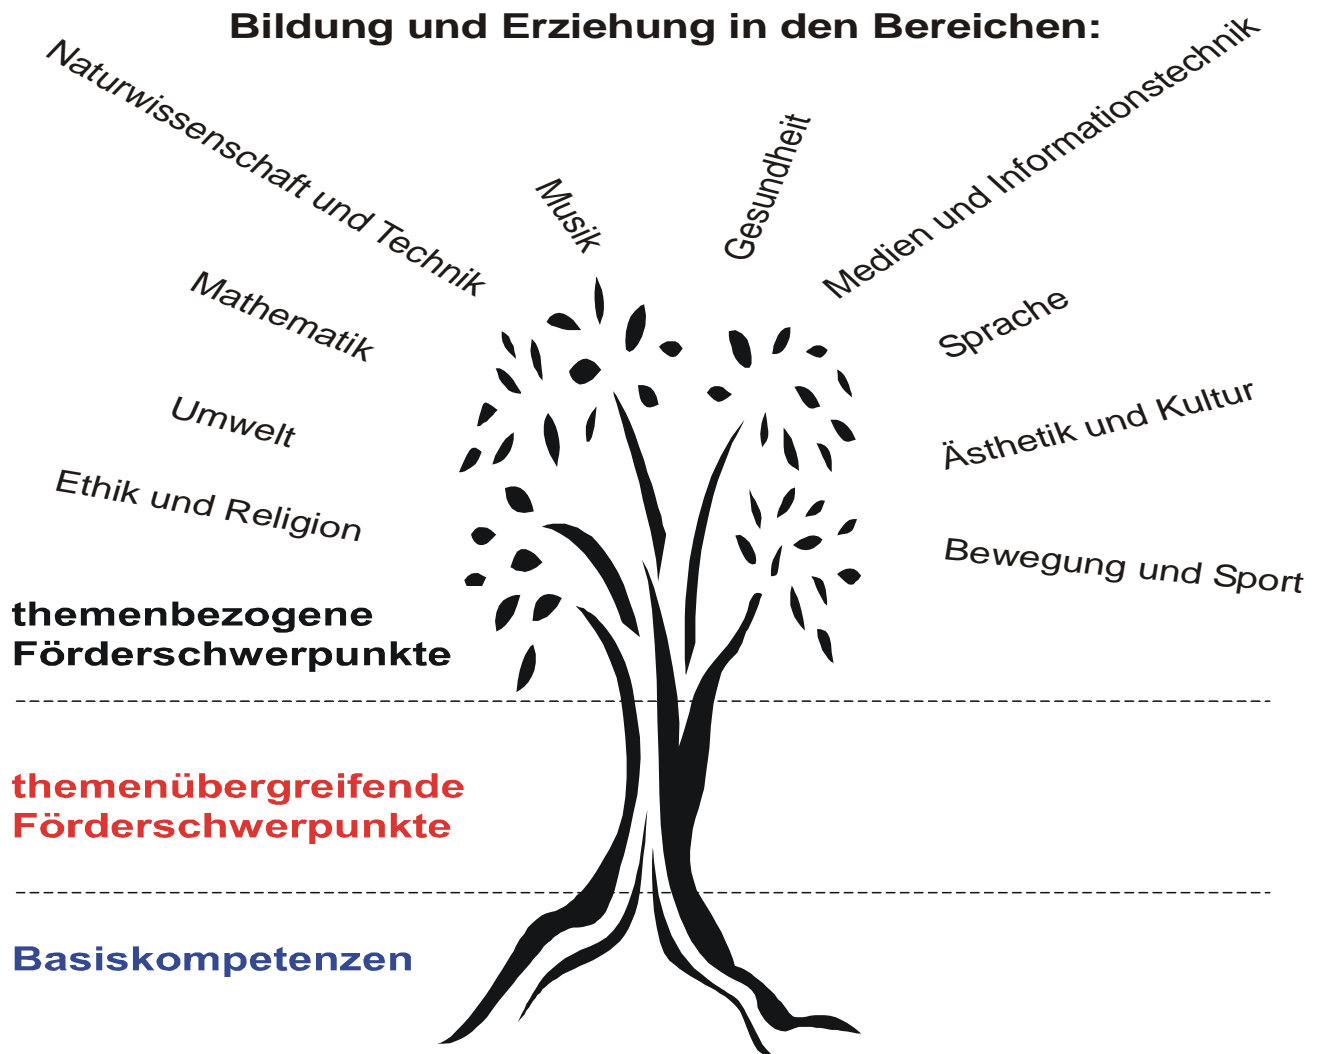 Bildung und Erziehung in den Bereichen:
Naturwissenschaft und Technik
Musik
Gesundheit
Medien und Informationstechnik
Mathematik
Sprache
Umwelt
Ästhetik und Kultur
Ethik und Religion
Bewegung und Sport
themenbezogene
Förderschwerpunkte
themenübergreifende
Förderschwerpunkte
Basiskompetenzen